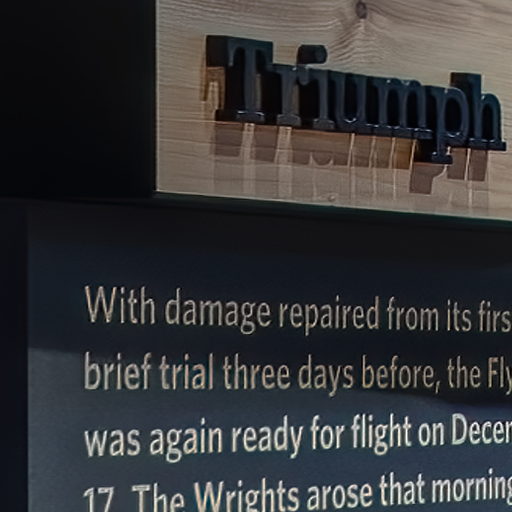 Triumph
With damage repaired from its firs
brief trial three days before, the Fly
was again ready for flight on Decem
17. The Wrights arose that morning